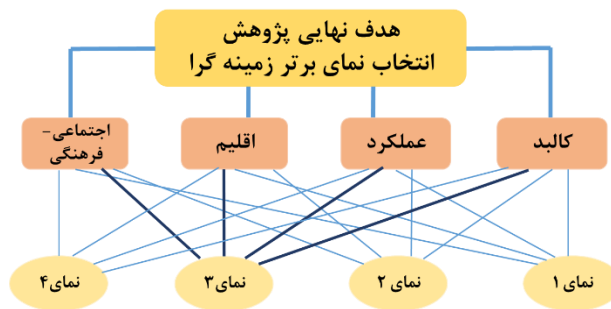 هدف نهایی پژوهش
انتخاب نمای برتر زمینه گرا
کالبد
عملکرد
اقلیم
اجتماعی-
فرهنگی
نمای۱
نمای ۲
نمای۳
نمای۴